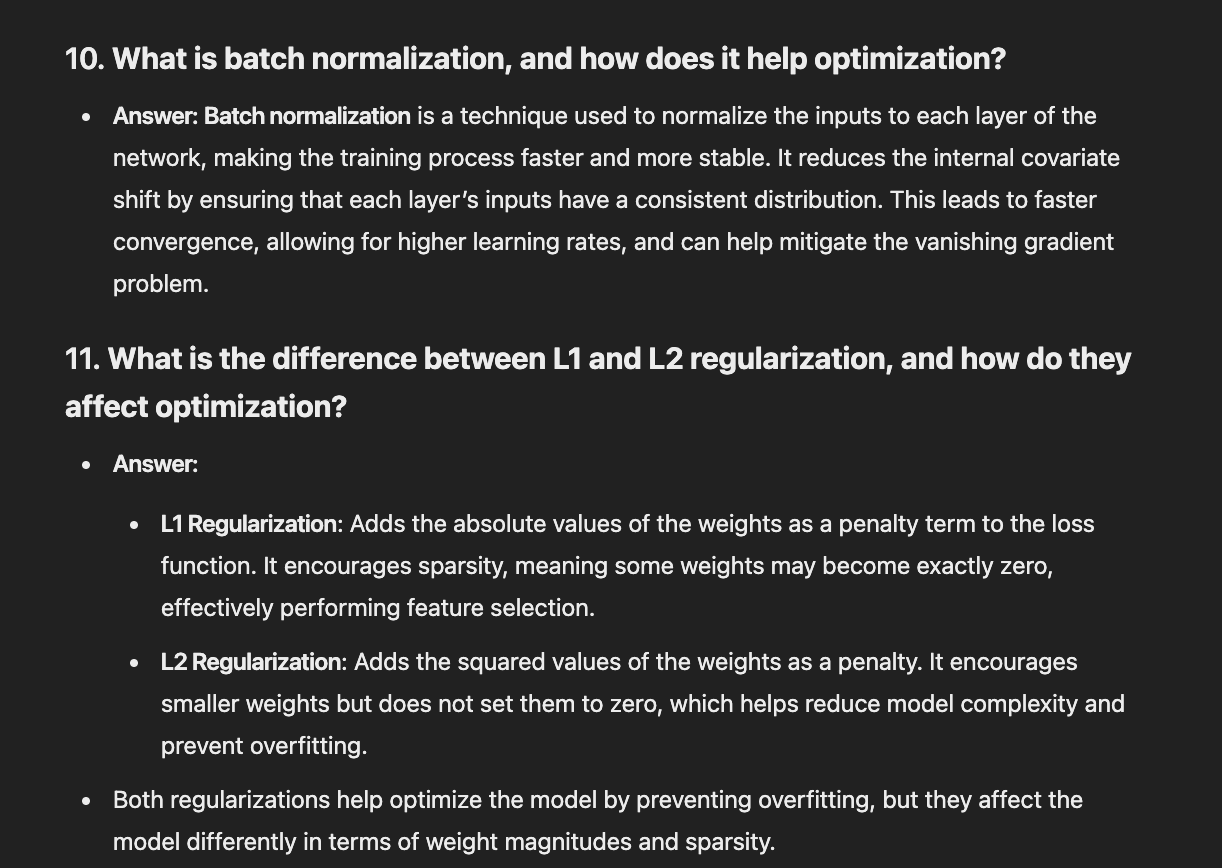 10. What is batch normalization, and how does it help optimization?
• Answer: Batch normalization is a technique used to normalize the inputs to each layer of the
network, making the training process faster and more stable. It reduces the internal covariate
shift by ensuring that each layer’s inputs have a consistent distribution. This leads to faster
convergence, allowing for higher learning rates, and can help mitigate the vanishing gradient
problem.
11. What is the difference between L1 and L2 regularization, and how do they
affect optimization?
• Answer:
• L1 Regularization: Adds the absolute values of the weights as a penalty term to the loss
function. It encourages sparsity, meaning some weights may become exactly zero,
effectively performing feature selection.
• L2 Regularization: Adds the squared values of the weights as a penalty. It encourages
smaller weights but does not set them to zero, which helps reduce model complexity and
prevent overfitting.
• Both regularizations help optimize the model by preventing overfitting, but they affect the
model differently in terms of weight magnitudes and sparsity.